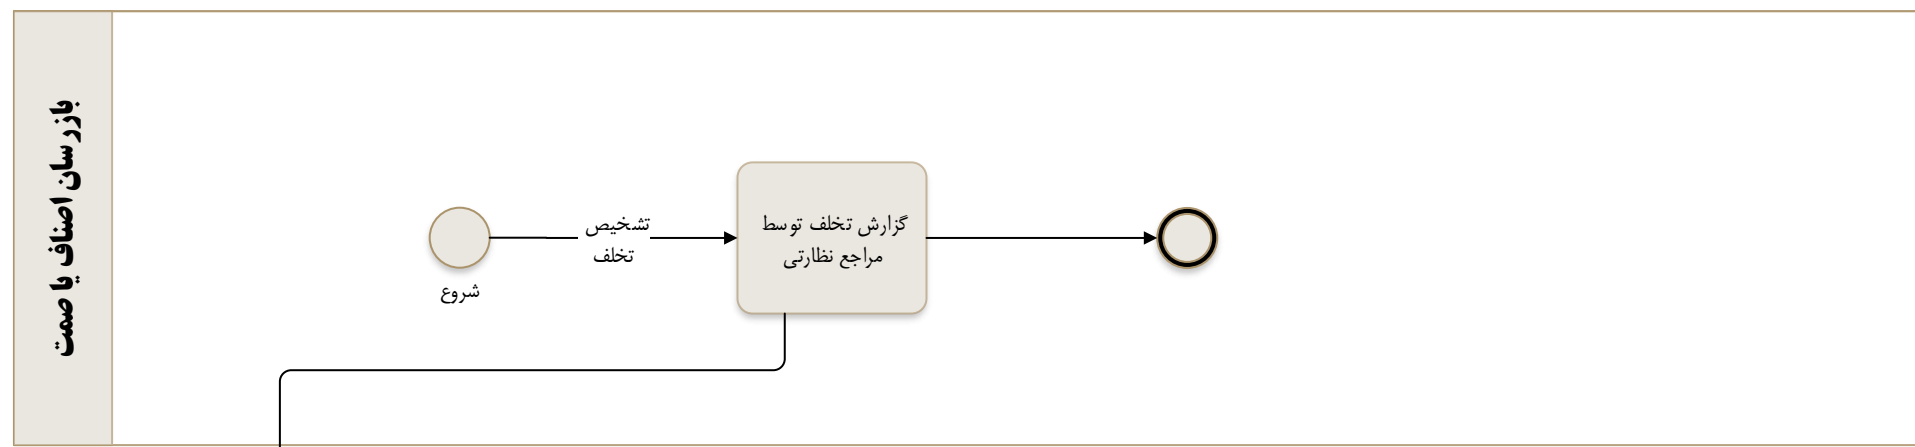 بازرسان اصناف یا صمت
تشخیص
تخلف
شروع
گزارش تخلف توسط
مراجع نظارتی